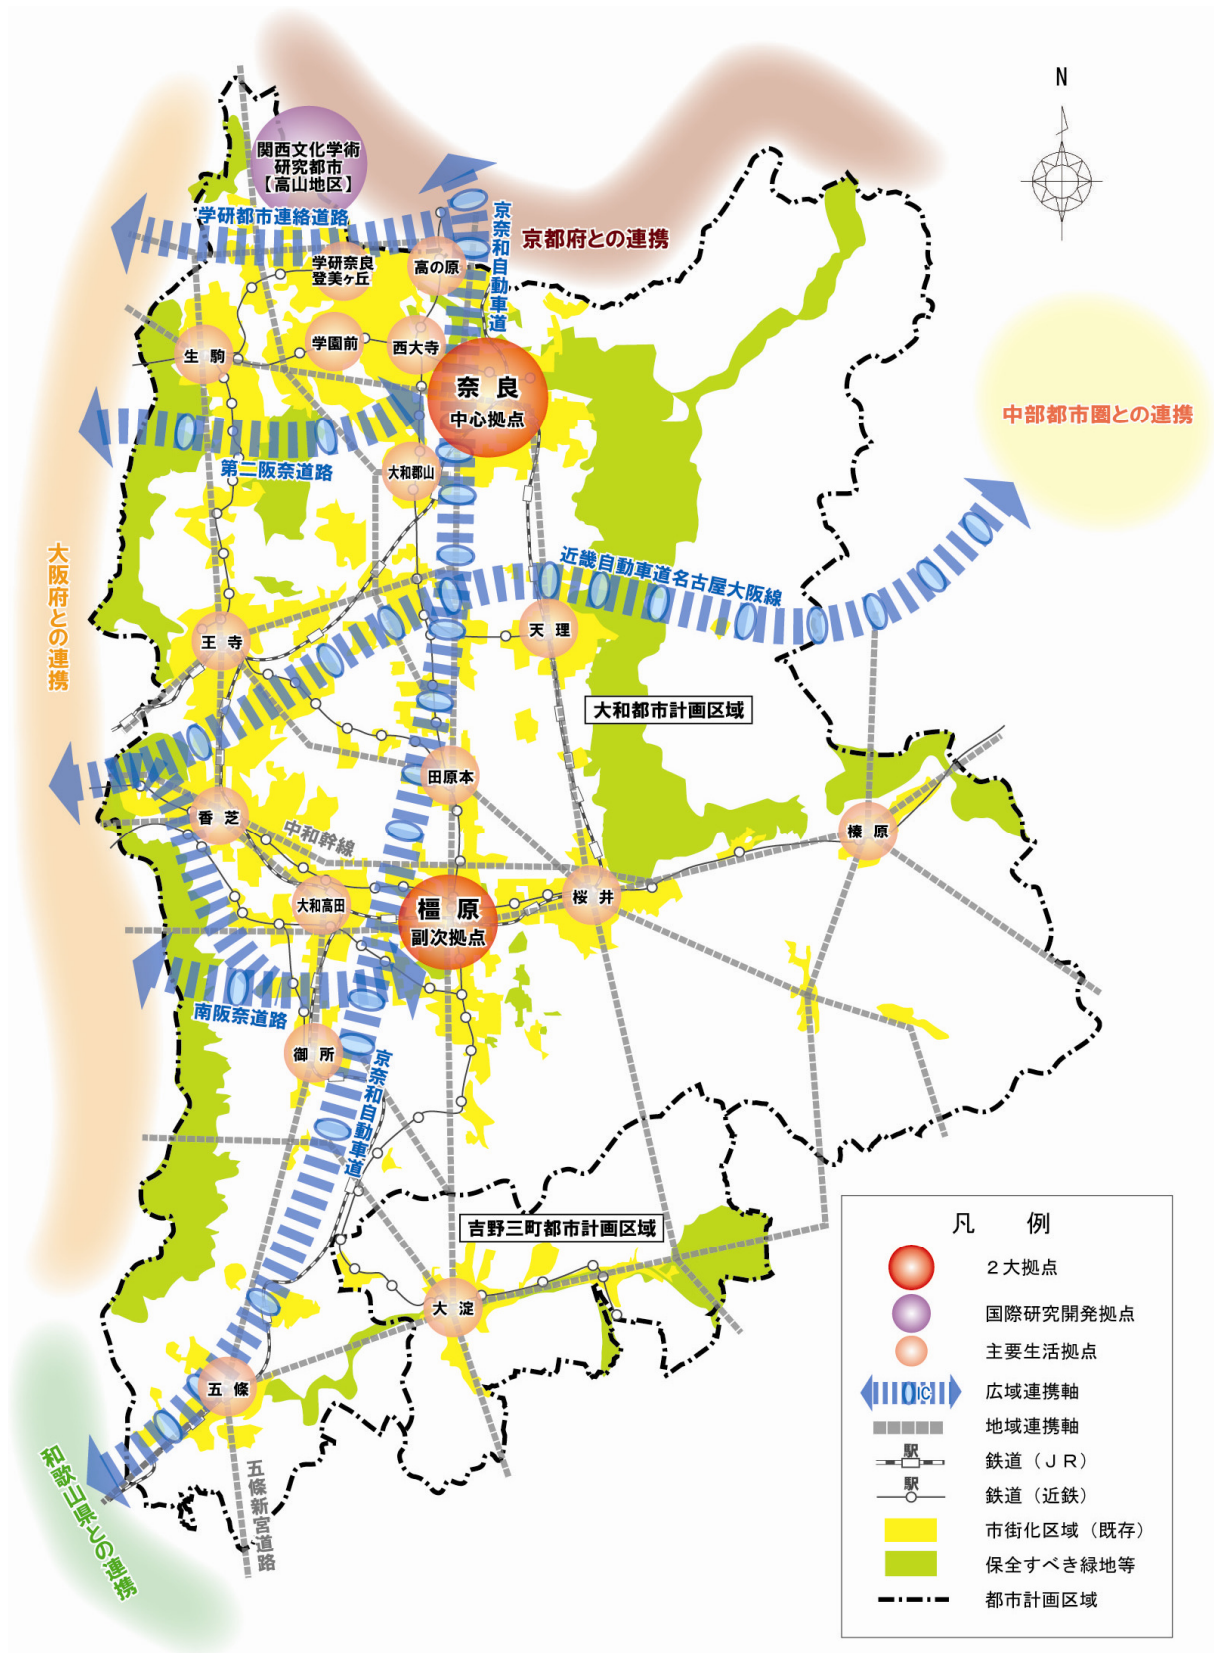 N
関西文化学術
研究都市
【高山地区】
学研都市連絡道路
京奈和自動車道
京都府との連携
学研奈良
登美ヶ丘
高の原
生駒
学園前
西大寺
奈良
中心拠点
中部都市圏との連携
第二阪奈道路
大和郡山
近畿自動車道名古屋大阪線
大阪府との連携
王寺
天理
大和都市計画区域
田原本
香芝
中和幹線
榛原
大和高田
橿原
副次拠点
桜井
南阪奈道路
御所
京奈和自動車道
吉野三町都市計画区域
大淀
五條
和歌山県との連携
五條新宮道路
凡例
2大拠点
国際研究開発拠点
主要生活拠点
IC
広域連携軸
地域連携軸
駅
鉄道（JR）
駅
鉄道（近鉄）
市街化区域（既存）
保全すべき緑地等
都市計画区域